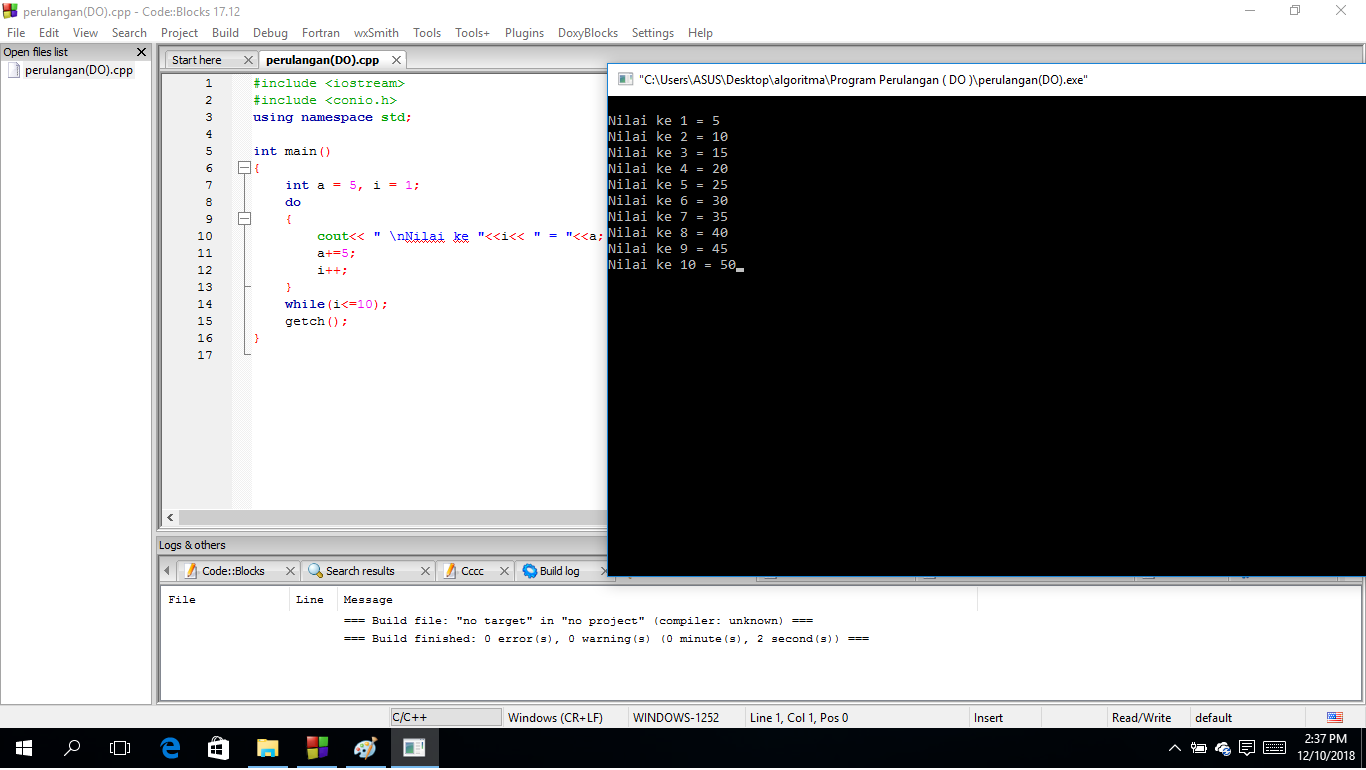 perulangan(DO).cpp - Code::Blocks 17.12
File Edit View Search Project Build Debug Fortran wxSmith Tools Tools+ Plugins DoxyBlocks Settings Help
Open files list
perulangan(DO).cpp
Start here
perulangan(DO).cpp
1 #include <iostream>
2 #include <conio.h>
3 using namespace std;
4
5 int main()
6 {
7 int a = 5, i = 1;
8 do
9 {
10 cout<< " \nNilai ke "<<i<< " = "<<a;
11 a+=5;
12 i++;
13 }
14 while(i<=10);
15 getch();
16 }
17
"C:\Users\ASUS\Desktop\algoritma\Program Perulangan ( DO )\perulangan(DO).exe"
Nilai ke 1 = 5
Nilai ke 2 = 10
Nilai ke 3 = 15
Nilai ke 4 = 20
Nilai ke 5 = 25
Nilai ke 6 = 30
Nilai ke 7 = 35
Nilai ke 8 = 40
Nilai ke 9 = 45
Nilai ke 10 = 50
Logs & others
Code::Blocks Search results Cccc Build log
File Line Message
=== Build file: "no target" in "no project" (compiler: unknown) ===
=== Build finished: 0 error(s), 0 warning(s) (0 minute(s), 2 second(s)) ===
C/C++ Windows (CR+LF) WINDOWS-1252 Line 1, Col 1, Pos 0 Insert Read/Write default
2:37 PM
12/10/2018